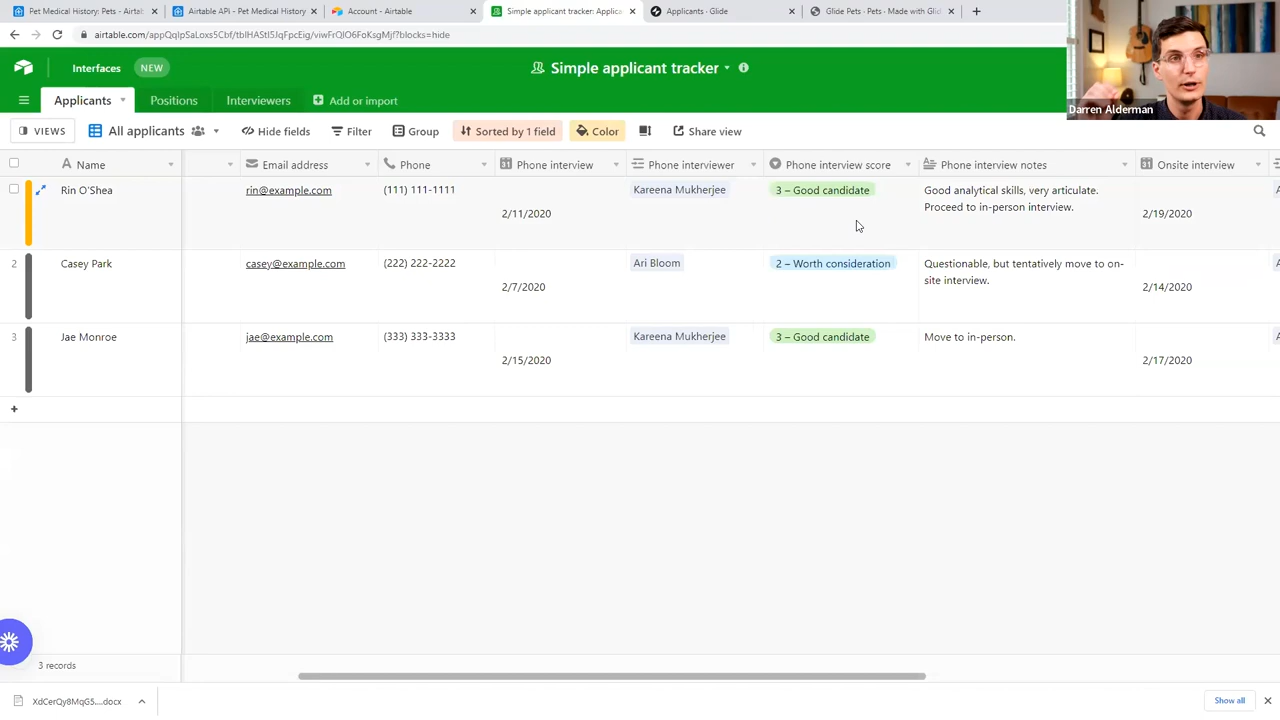 Pet Medical History: Pets - Airtab
Airtable API - Pet Medical History
Account - Airtable
Simple applicant tracker: Applica
Applicants · Glide
Glide Pets · Pets - Made with Glid
airtable.com/appQqlpSaLoxs5Cbf/tblHAStI5JqFpcEig/viwFrQlO6FoKsgMjf?blocks=hide
Interfaces
NEW
Simple applicant tracker
Applicants
Positions
Interviewers
Add or import
Darren Alderman
VIEWS
All applicants
Hide fields
Filter
Group
Sorted by 1 field
Color
Share view
Name
Email address
Phone
Phone interview
Phone interviewer
Phone interview score
Phone interview notes
Onsite interview
Rin O'Shea
rin@example.com
(111) 111-1111
2/11/2020
Kareena Mukherjee
3 – Good candidate
Good analytical skills, very articulate.
Proceed to in-person interview.
2/19/2020
2
Casey Park
casey@example.com
(222) 222-2222
2/7/2020
Ari Bloom
2 – Worth consideration
Questionable, but tentatively move to on-
site interview.
2/14/2020
3
Jae Monroe
jae@example.com
(333) 333-3333
2/15/2020
Kareena Mukherjee
3 – Good candidate
Move to in-person.
2/17/2020
3 records
XdCerQy8MqG5....docx
Show all